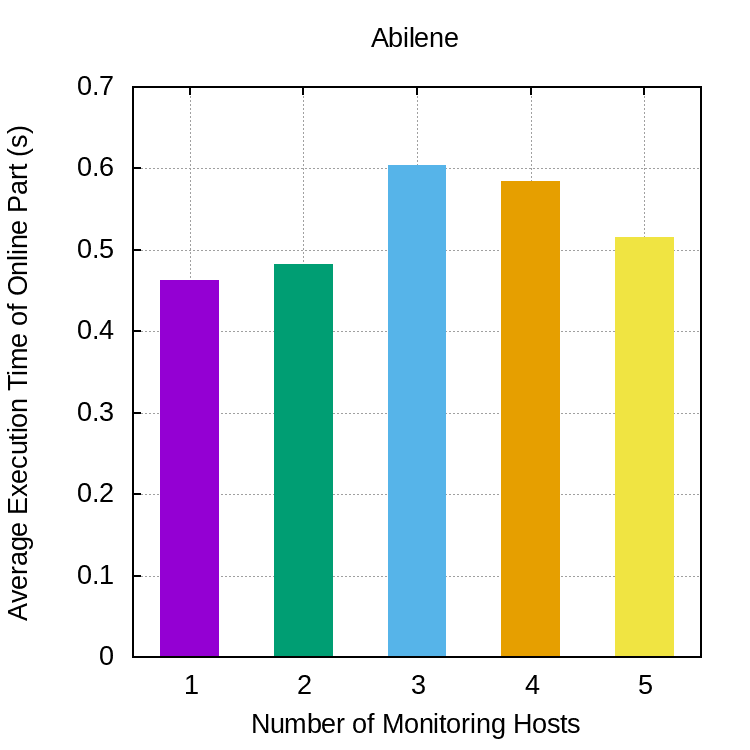 Abilene
Average Execution Time of Online Part (s)
0.7
0.6
0.5
0.4
0.3
0.2
0.1
0
1 2 3 4 5
Number of Monitoring Hosts